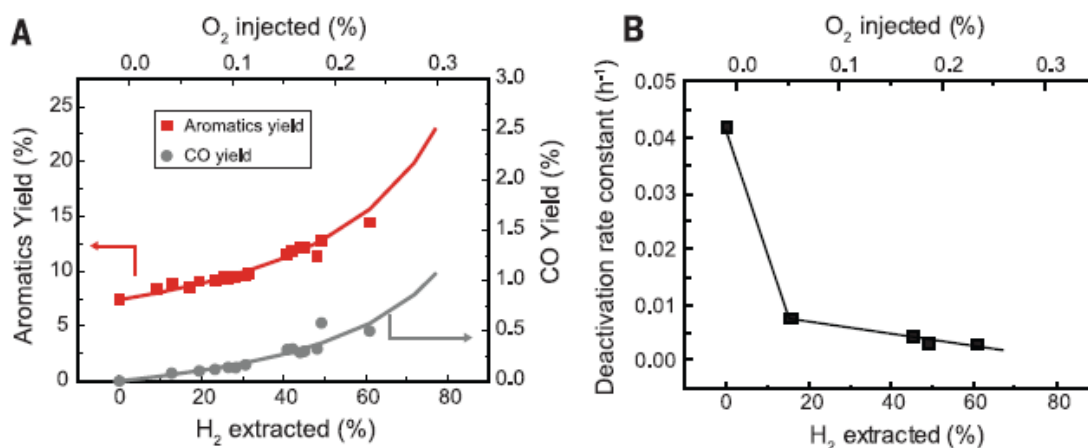 A
O2 injected (%)
0.0 0.1 0.2 0.3
Aromatics Yield (%)
25
20
15
10
5
0
Aromatics yield
CO yield
3.0
2.5
2.0
1.5
1.0
0.5
0.0
CO Yield (%)
0 20 40 60 80
H2 extracted (%)
B
O2 injected (%)
0.0 0.1 0.2 0.3
Deactivation rate constant (h-1)
0.05
0.04
0.03
0.02
0.010
0.00
0 20 40 60 80
H2 extracted (%)